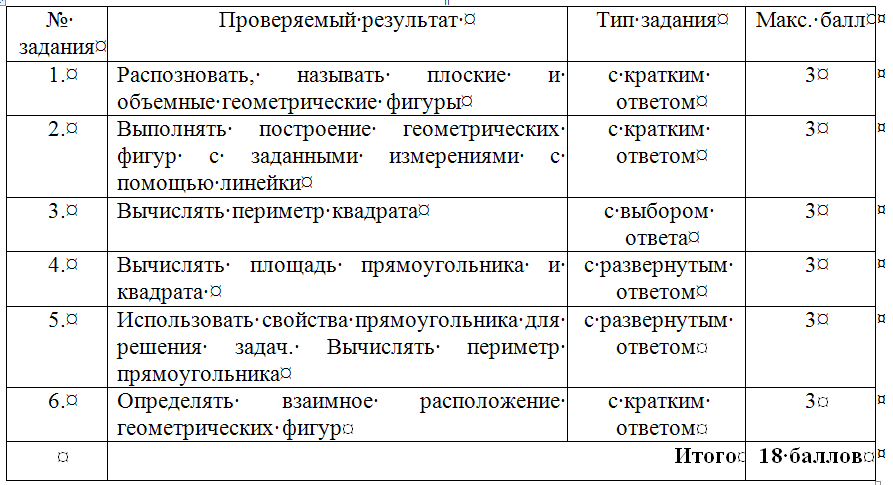 № задания
Проверяемый результат
Тип задания
Макс. балл
1.
Распозновать, называть плоские и
объемные геометрические фигуры
с кратким
ответом
3
2.
Выполнять построение геометрических
фигур с заданными измерениями с
помощью линейки
с кратким
ответом
3
3.
Вычислять периметр квадрата
с выбором
ответа
3
4.
Вычислять площадь прямоугольника и
квадрата
с развернутым
ответом
3
5.
Использовать свойства прямоугольника для
решения задач. Вычислять периметр
прямоугольника
с развернутым
ответом
3
6.
Определять взаимное расположение
геометрических фигур
с кратким
ответом
3
Итого
18 баллов